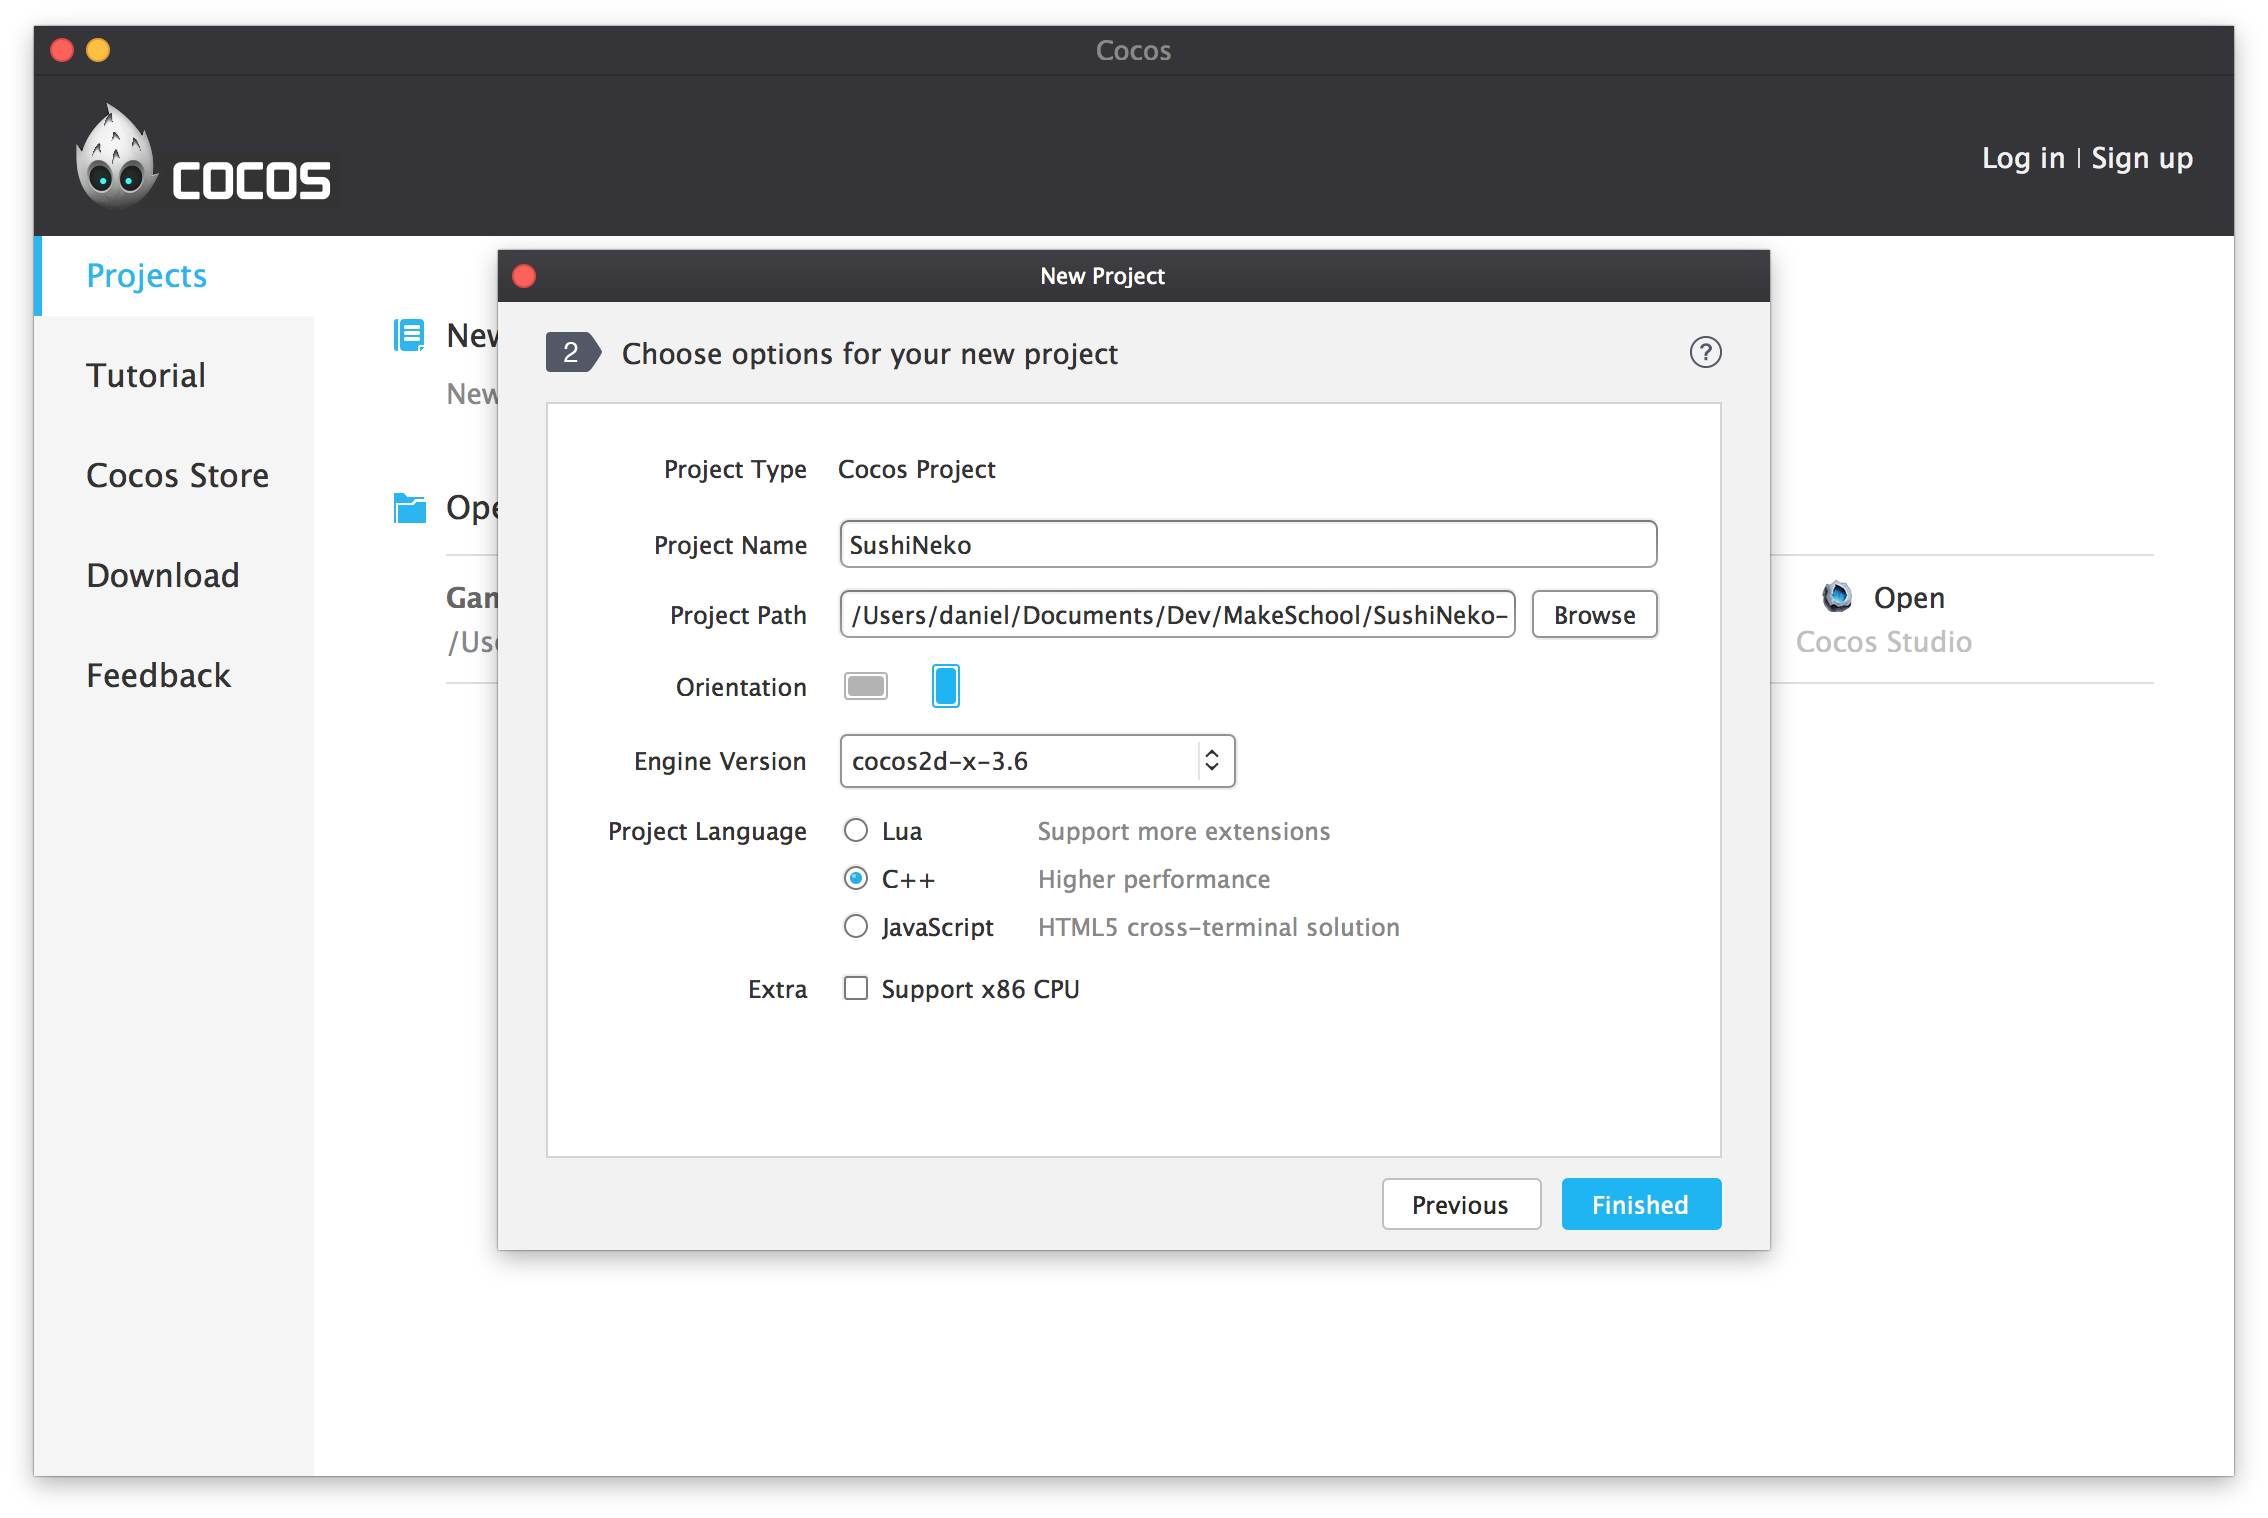 Cocos
COCOS
Log in | Sign up
Projects
Tutorial
Cocos Store
Download
Feedback
New
New
Ope
Gam
/Use
Open
Cocos Studio
New Project
2 Choose options for your new project ?
Project Type Cocos Project
Project Name SushiNeko
Project Path /Users/daniel/Documents/Dev/MakeSchool/SushiNeko- Browse
Orientation
Engine Version cocos2d-x-3.6
Project Language Lua Support more extensions
C++ Higher performance
JavaScript HTML5 cross-terminal solution
Extra Support x86 CPU
Previous Finished